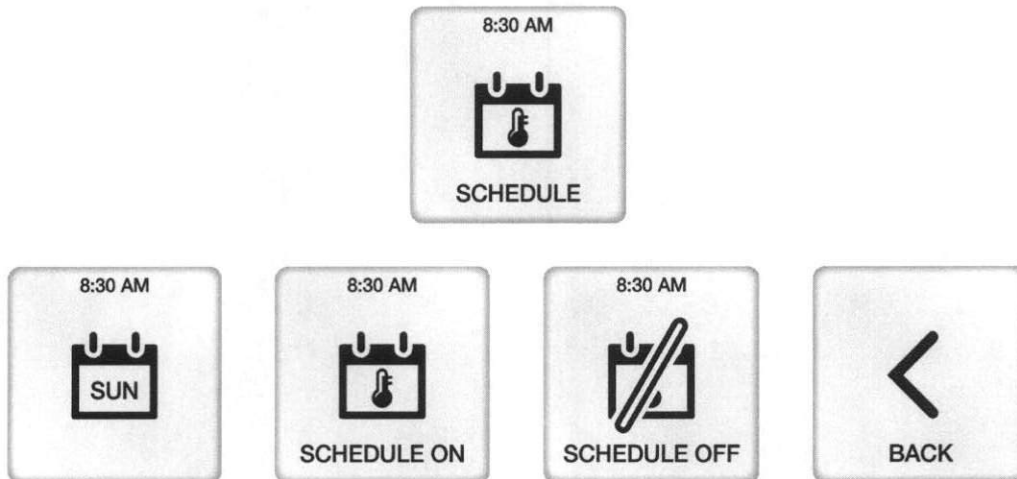 8:30 AM
SCHEDULE
8:30 AM
SUN
8:30 AM
SCHEDULE ON
8:30 AM
SCHEDULE OFF
BACK